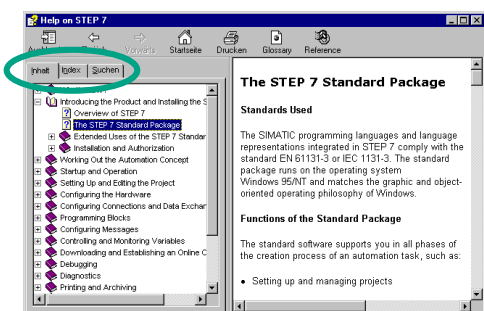 Help on STEP 7
Vorwärts Startseite Drucken Glossary Reference
Inhalt Index Suchen
Introducing the Product and Installing the S
Overview of STEP 7
The STEP 7 Standard Package
Extended Uses of the STEP 7 Standar
Installation and Authorization
Working Out the Automation Concept
Startup and Operation
Setting Up and Editing the Project
Configuring the Hardware
Configuring Connections and Data Exchar
Programming Blocks
Configuring Messages
Controlling and Monitoring Variables
Downloading and Establishing an Online C
Debugging
Diagnostics
Printing and Archiving
The STEP 7 Standard Package
Standards Used
The SIMATIC programming languages and language
representations integrated in STEP 7 comply with the
standard EN 61131-3 or IEC 1131-3. The standard
package runs on the operating system
Windows 95/NT and matches the graphic and object-
oriented operating philosophy of Windows.
Functions of the Standard Package
The standard software supports you in all phases of
the creation process of an automation task, such as:
• Setting up and managing projects